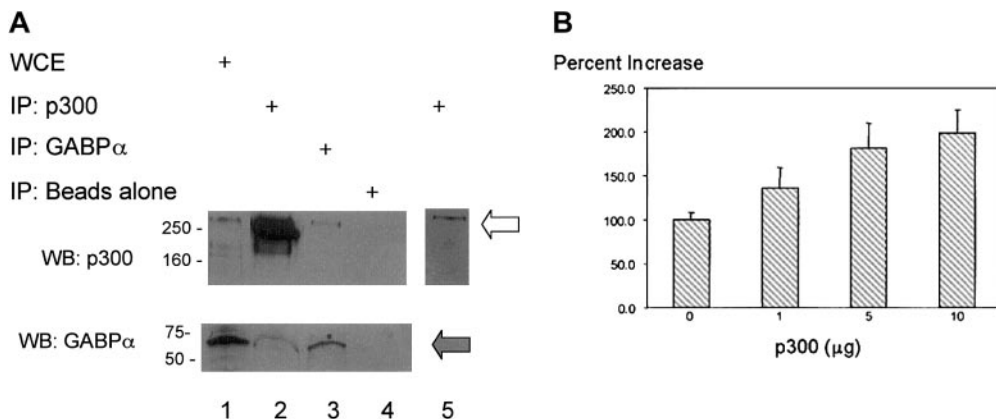 A
WCE +
IP: p300 + +
IP: GABPα +
IP: Beads alone +
WB: p300
250 -
160 -
WB: GABPα
75-
50 -
1 2 3 4 5
B
Percent Increase
250.0
200.0
150.0
100.0
50.0
0.0
0 1 5 10
p300 (μg)